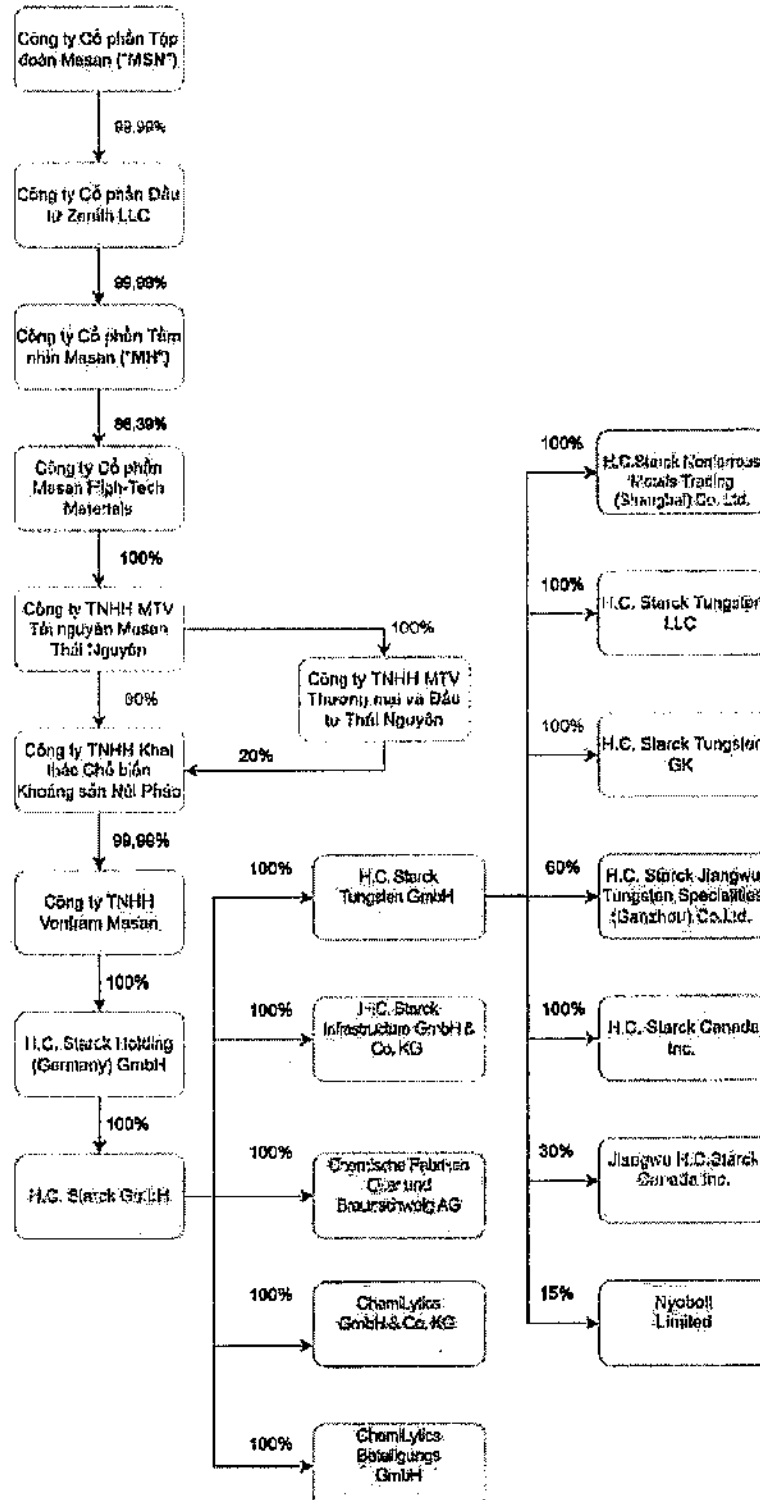 Công ty Cổ phần Tập
đoàn Masan ("MSN")
99,99%
Công ty Cổ phần Đầu
tư Zenith LLC
99,99%
Công ty Cổ phần Tầm
nhìn Masan ("MH")
86,39%
Công ty Cổ phần
Masan High-Tech
Materials
100%
Công ty TNHH MTV
Tài nguyên Masan
Thái Nguyên
100%
Công ty TNHH MTV
Thương mại và Đầu
tư Thái Nguyên
80%
20%
Công ty TNHH Khai
thác Chế biến
Khoáng sản Núi Pháo
99,99%
Công ty TNHH
Vonfram Masan
100%
H.C. Starck Holding
(Germany) GmbH
100%
H.C. Starck GmbH
100%
H.C. Starck
Tungsten GmbH
100%
H.C. Starck
Infrastructure GmbH &
Co. KG
100%
Chemische Fabriken
Oker und
Braunschweig AG
100%
ChemiLytics
GmbH & Co. KG
100%
ChemiLytics
Beteiligungs
GmbH
100%
H.C. Starck Nonferrous
Metals Trading
(Shanghai) Co. Ltd.
100%
H.C. Starck Tungsten
LLC
100%
H.C. Starck Tungsten
GK
60%
H.C. Starck Jiangwu
Tungsten Specialities
(Ganzhou) Co.Ltd.
100%
H.C. Starck Canada
Inc.
30%
Jiangwu H.C.Starck
Canada Inc.
15%
Nyobolt
Limited